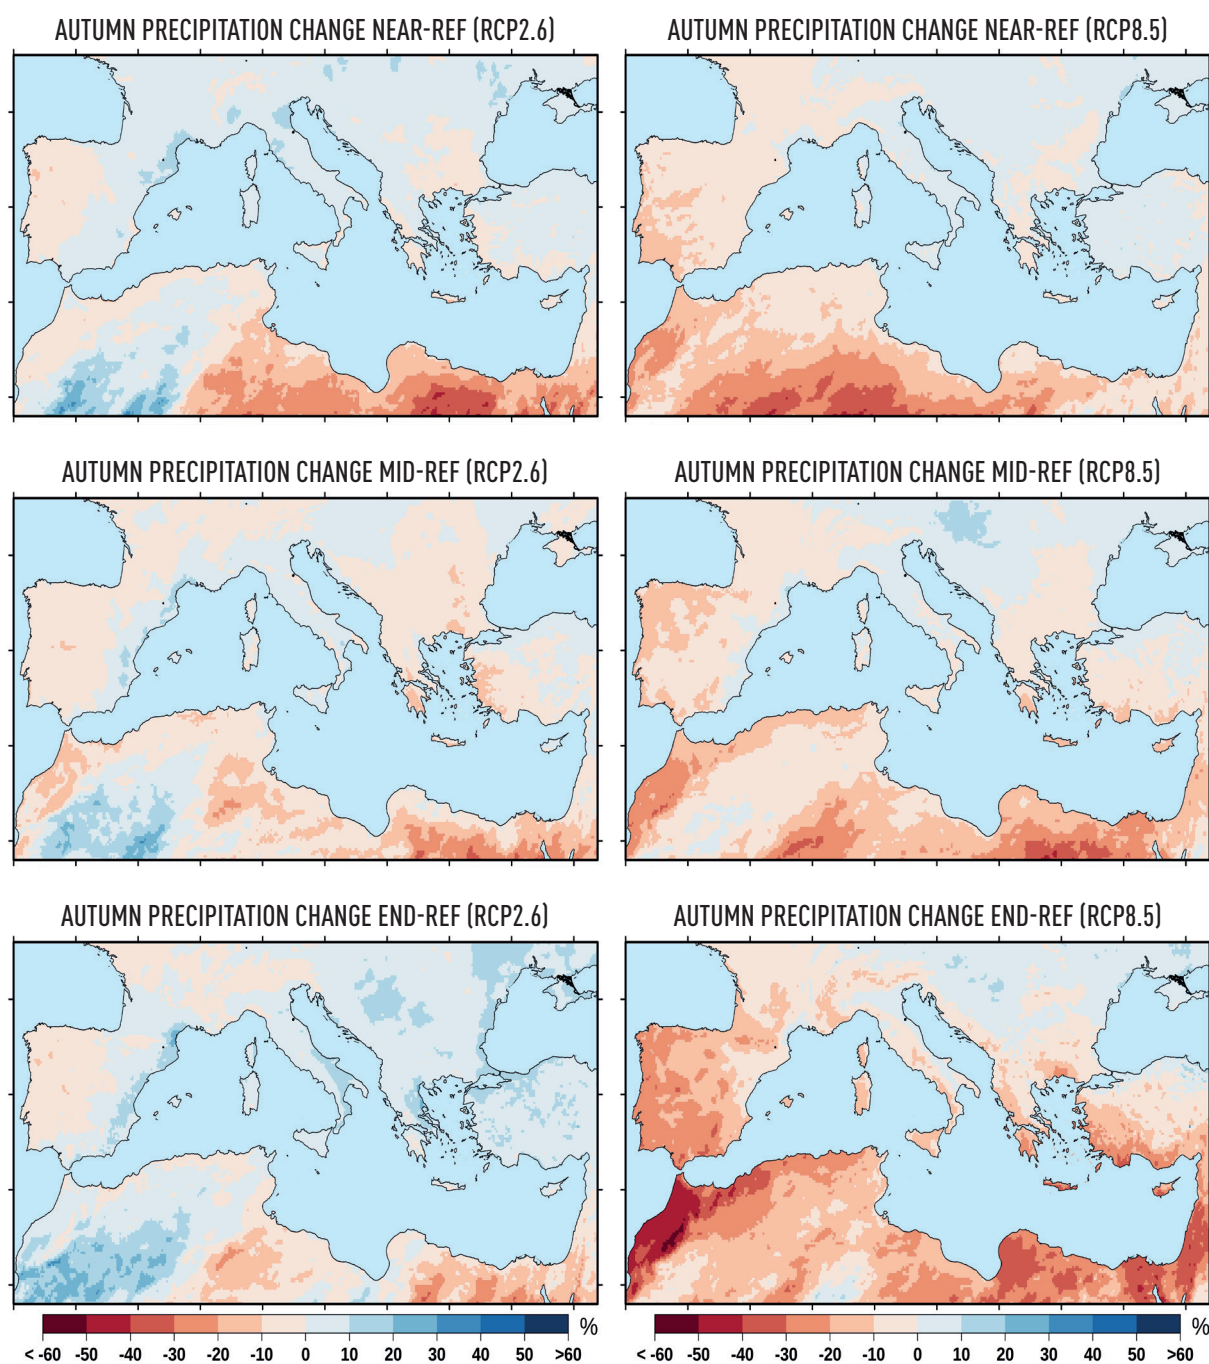 AUTUMN PRECIPITATION CHANGE NEAR-REF (RCP2.6)
AUTUMN PRECIPITATION CHANGE NEAR-REF (RCP8.5)
AUTUMN PRECIPITATION CHANGE MID-REF (RCP2.6)
AUTUMN PRECIPITATION CHANGE MID-REF (RCP8.5)
AUTUMN PRECIPITATION CHANGE END-REF (RCP2.6)
AUTUMN PRECIPITATION CHANGE END-REF (RCP8.5)
%
< -60 -50 -40 -30 -20 -10 0 10 20 30 40 50 >60
%
< -60 -50 -40 -30 -20 -10 0 10 20 30 40 50 >60